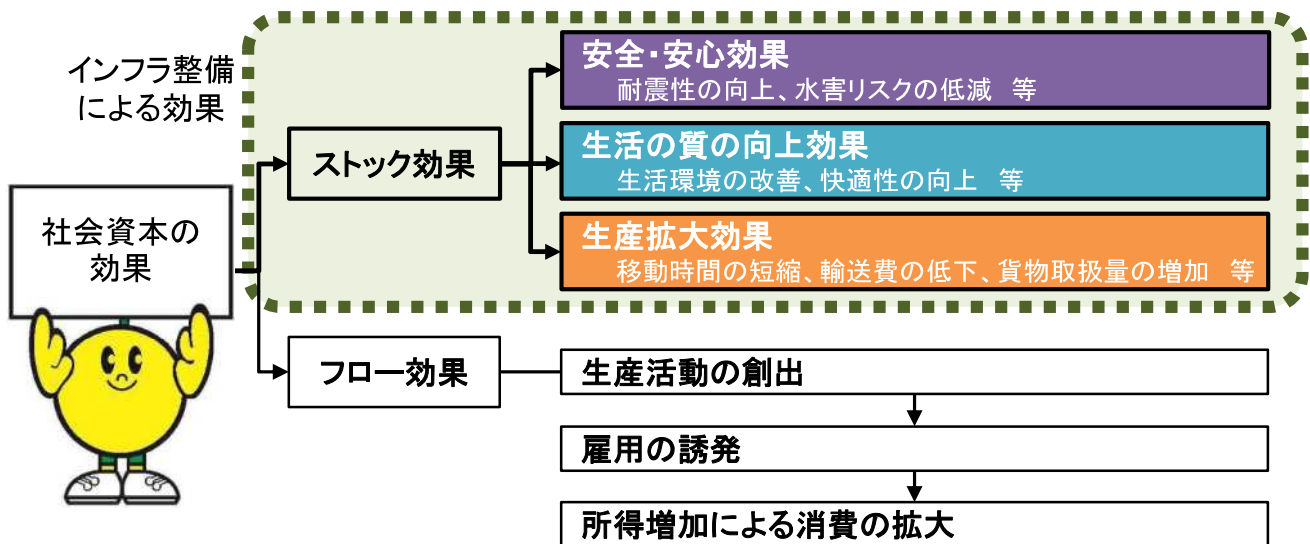 インフラ整備
による効果
社会資本の
効果
ストック効果
安全・安心効果
耐震性の向上、水害リスクの低減　等
生活の質の向上効果
生活環境の改善、快適性の向上　等
生産拡大効果
移動時間の短縮、輸送費の低下、貨物取扱量の増加　等
フロー効果
生産活動の創出
雇用の誘発
所得増加による消費の拡大